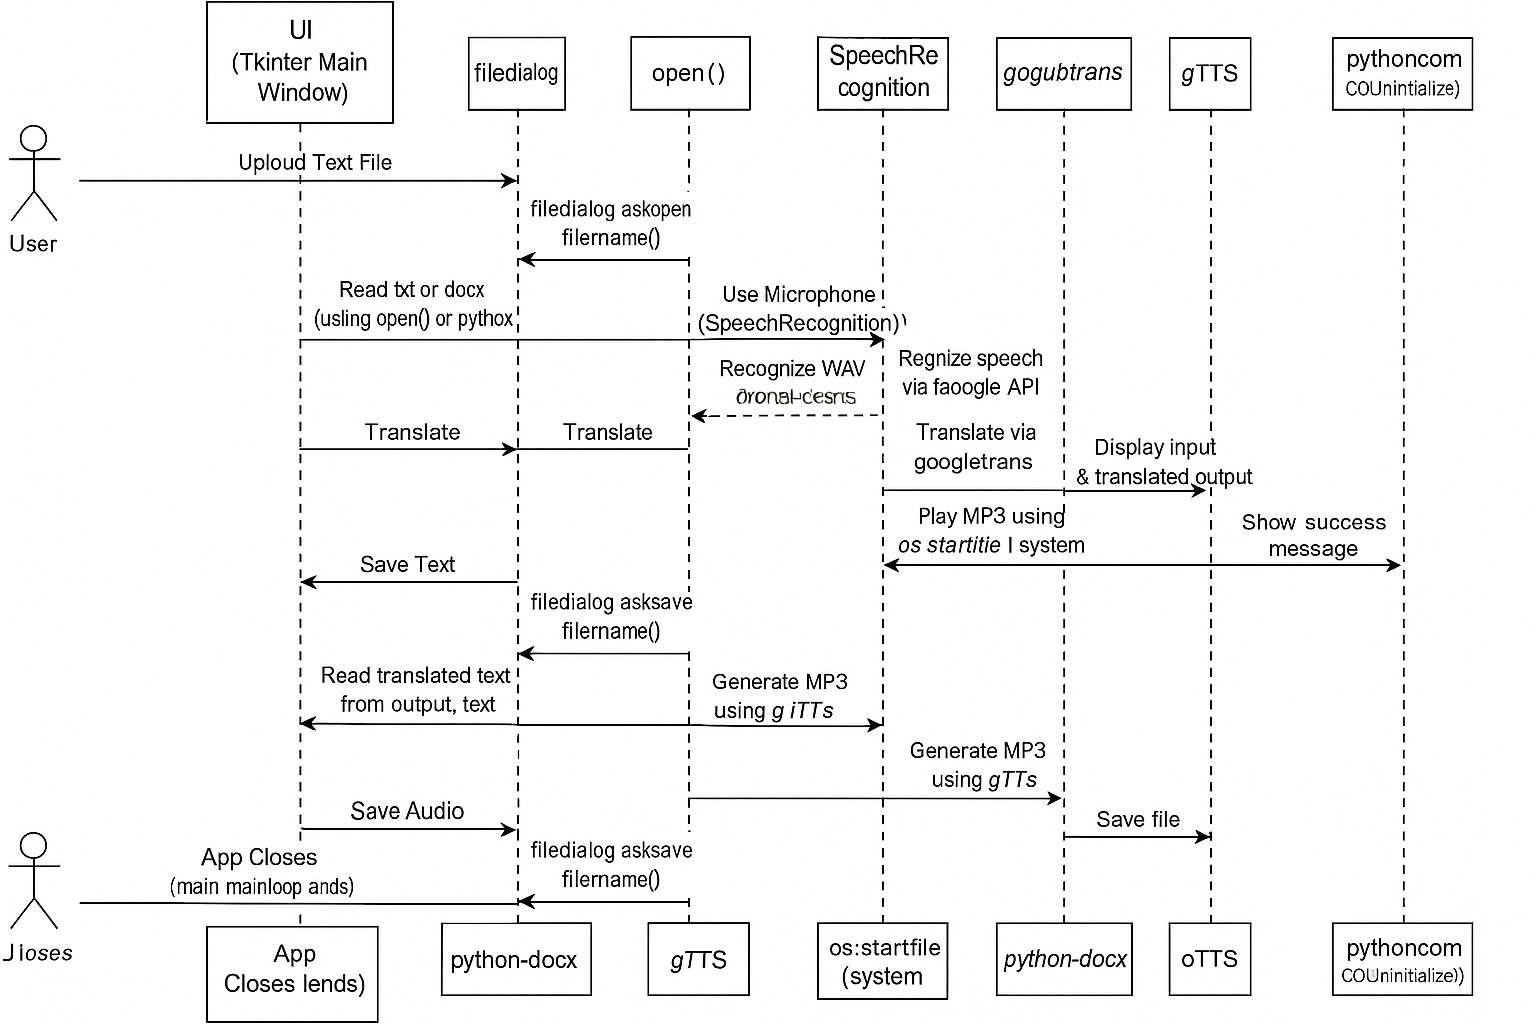 UI
(Tkinter Main
Window)
filedialog
open()
SpeechRe
cognition
gogubtrans
gTTS
pythoncom
COUnintialize)
User
Uploud Text File
filedialog askopen
filername()
Read txt or docx
(usling open() or pythox
Use Microphone
(SpeechRecognition)
Recognize WAV
Regnize speech
via faoogle API
Translate
Translate
Translate via
googletrans
Display input
& translated output
Play MP3 using
os startitie I system
Show success
message
Save Text
filedialog asksave
filername()
Read translated text
from output, text
Generate MP3
using g iTTs
Generate MP3
using gTTs
Save Audio
Save file
App Closes
(main mainloop ands)
filedialog asksave
filername()
Jloses
App
Closes lends)
python-docx
gTTS
os:startfile
(system
python-docx
oTTS
pythoncom
COUninitialize))